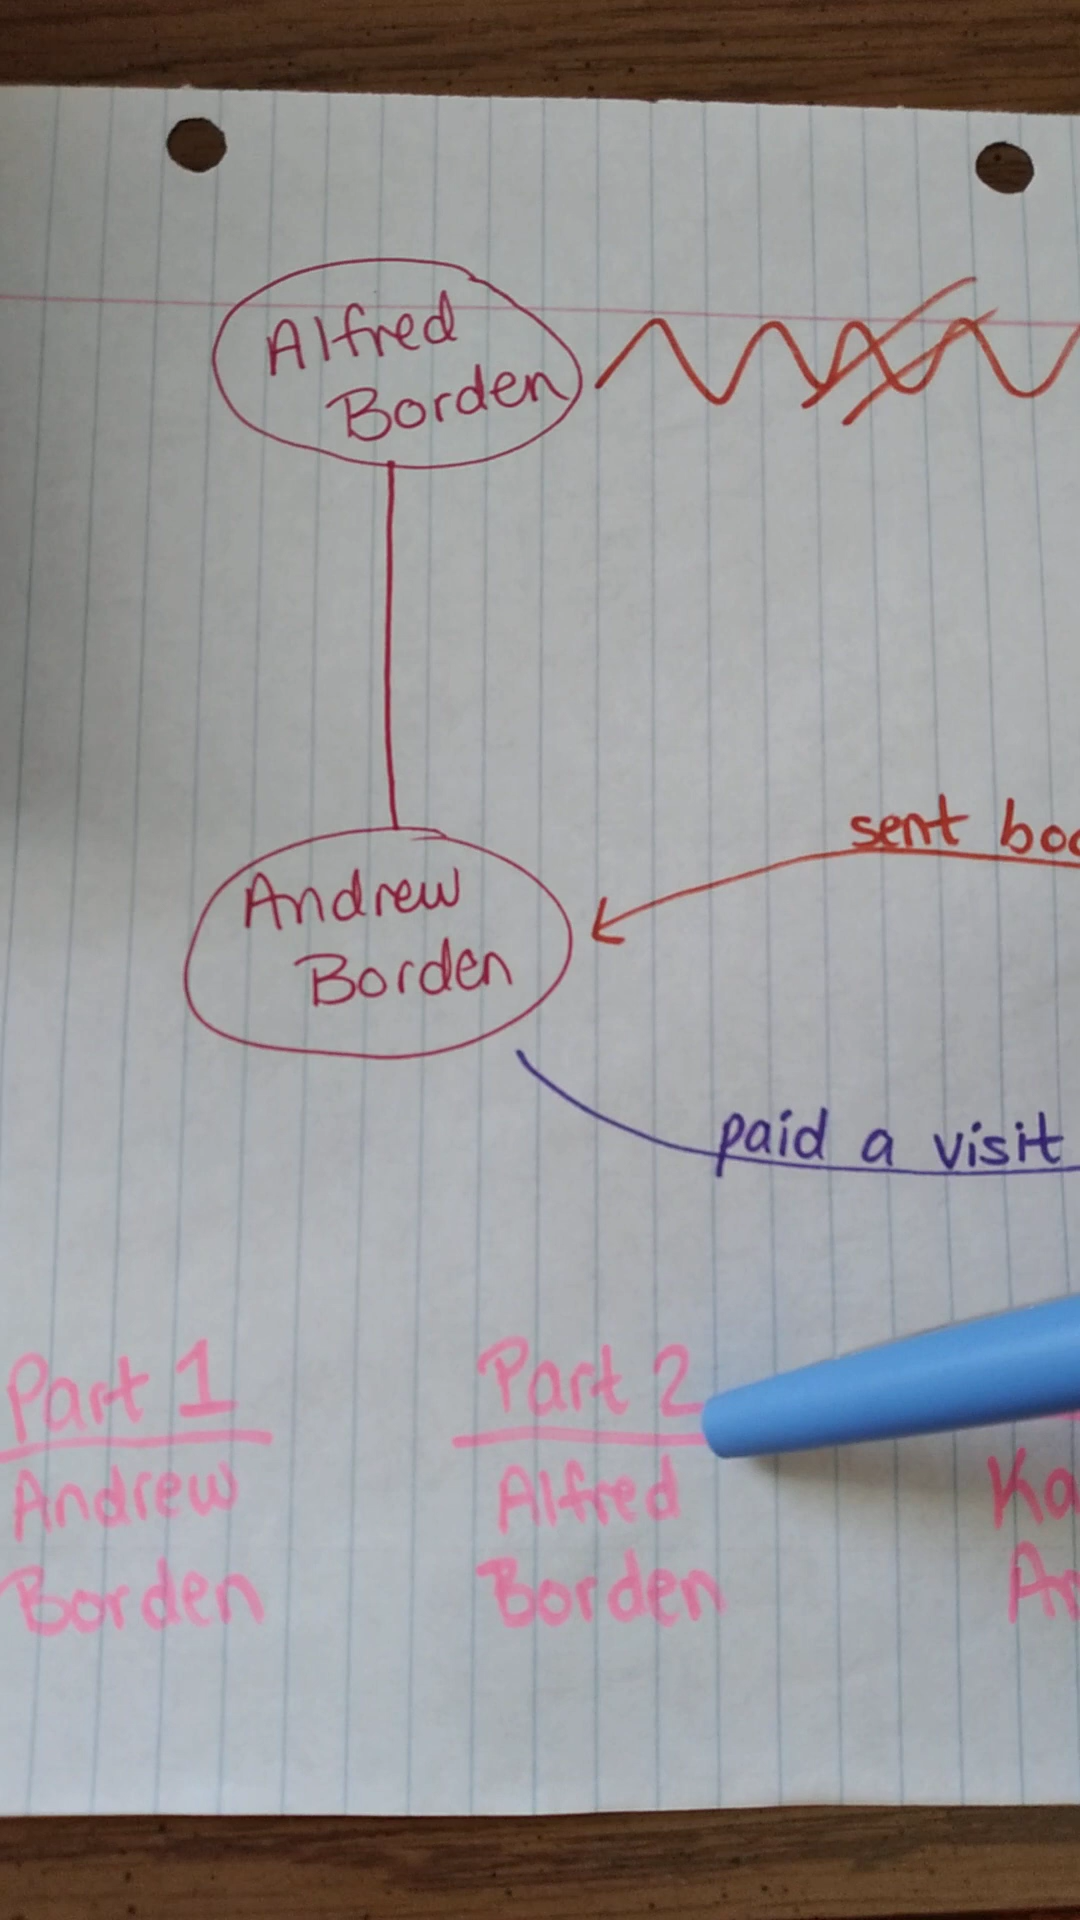 Alfred
Borden
Andrew
Borden
sent
paid a visit
Part 1
Andrew
Borden
Part 2
Alfred
Borden